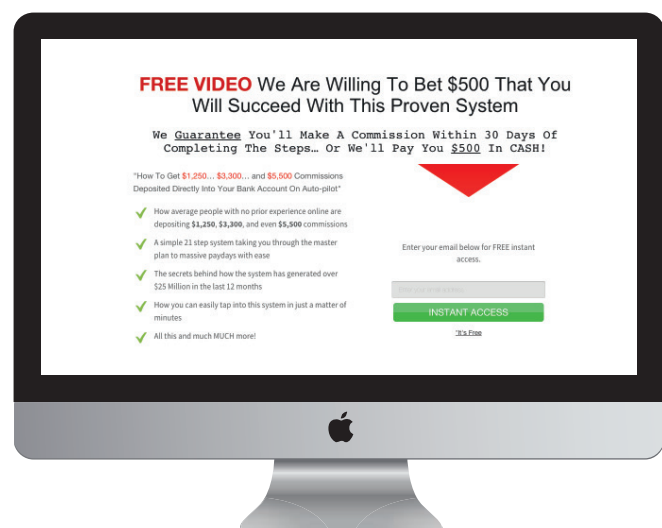 FREE VIDEO We Are Willing To Bet $500 That You
Will Succeed With This Proven System
We Guarantee You'll Make A Commission Within 30 Days Of
Completing The Steps… Or We'll Pay You $500 In CASH!
"How To Get $1,250… $3,300… and $5,500 Commissions
Deposited Directly Into Your Bank Account On Auto-pilot"
How average people with no prior experience online are
depositing $1,250, $3,300, and even $5,500 commissions
A simple 21 step system taking you through the master
plan to massive paydays with ease
The secrets behind how the system has generated over
$25 Million in the last 12 months
How you can easily tap into this system in just a matter of
minutes
All this and much MUCH more!
Enter your email below for FREE instant
access.
INSTANT ACCESS
"It's Free